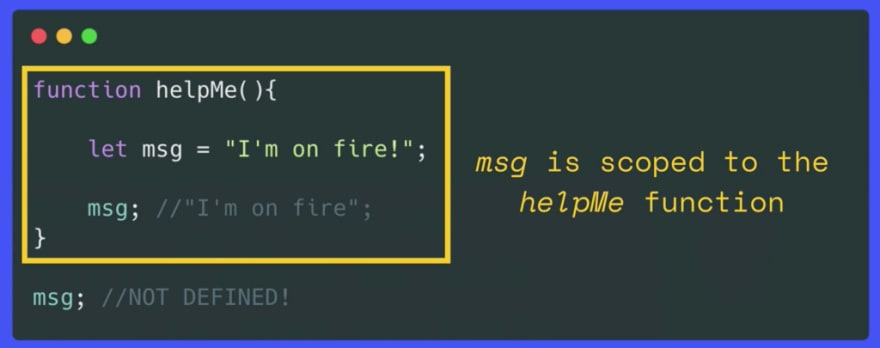 function helpMe(){
let msg = "I'm on fire!";
msg; //"I'm on fire";
}
msg; //NOT DEFINED!
msg is scoped to the
helpMe function